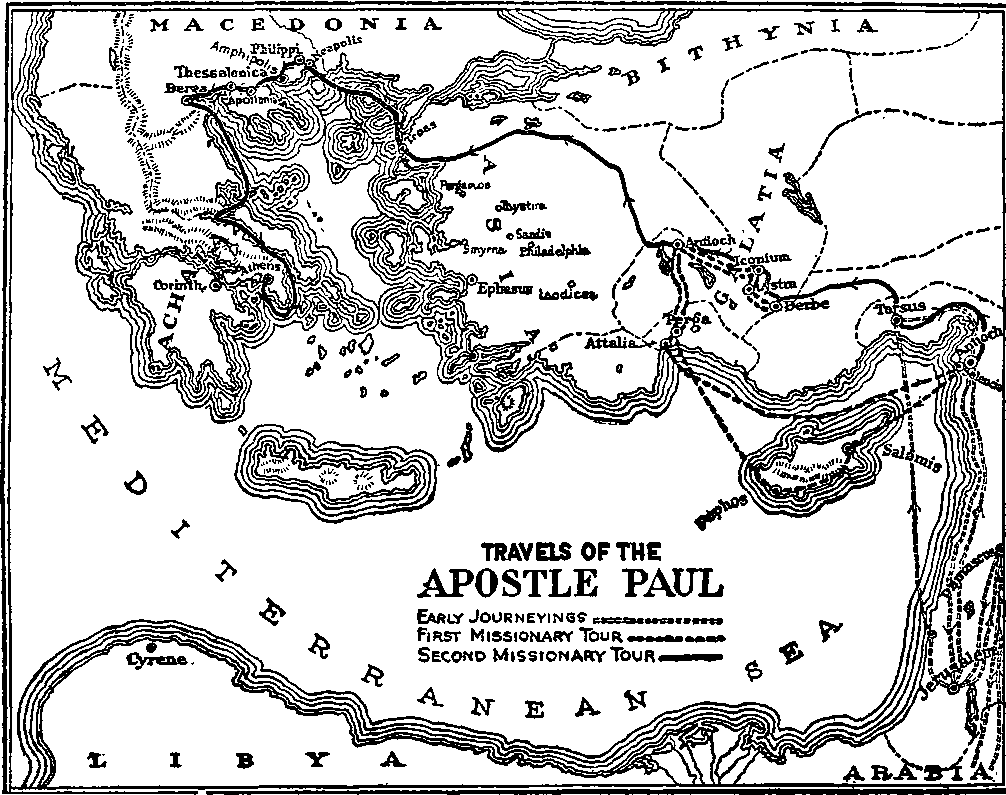 MACEDONIA
BITHYNIA
Amphipolis
Philippi
Neapolis
Thessalonica
Berea
Apollonia
Troas
ASIA
GALATIA
Pergamos
Thyatira
Sardis
Smyrna
Philadelphia
Ephesus
Laodicea
Antioch
Iconium
Lystra
Derbe
Tarsus
Antioch
Perga
Attalia
Athens
Corinth
ACHAIA
Salamis
Paphos
Damascus
Jerusalem
TRAVELS OF THE
APOSTLE PAUL
EARLY JOURNEYINGS
FIRST MISSIONARY TOUR
SECOND MISSIONARY TOUR
MEDITERRANEAN SEA
Cyrene
LIBYA
ARABIA